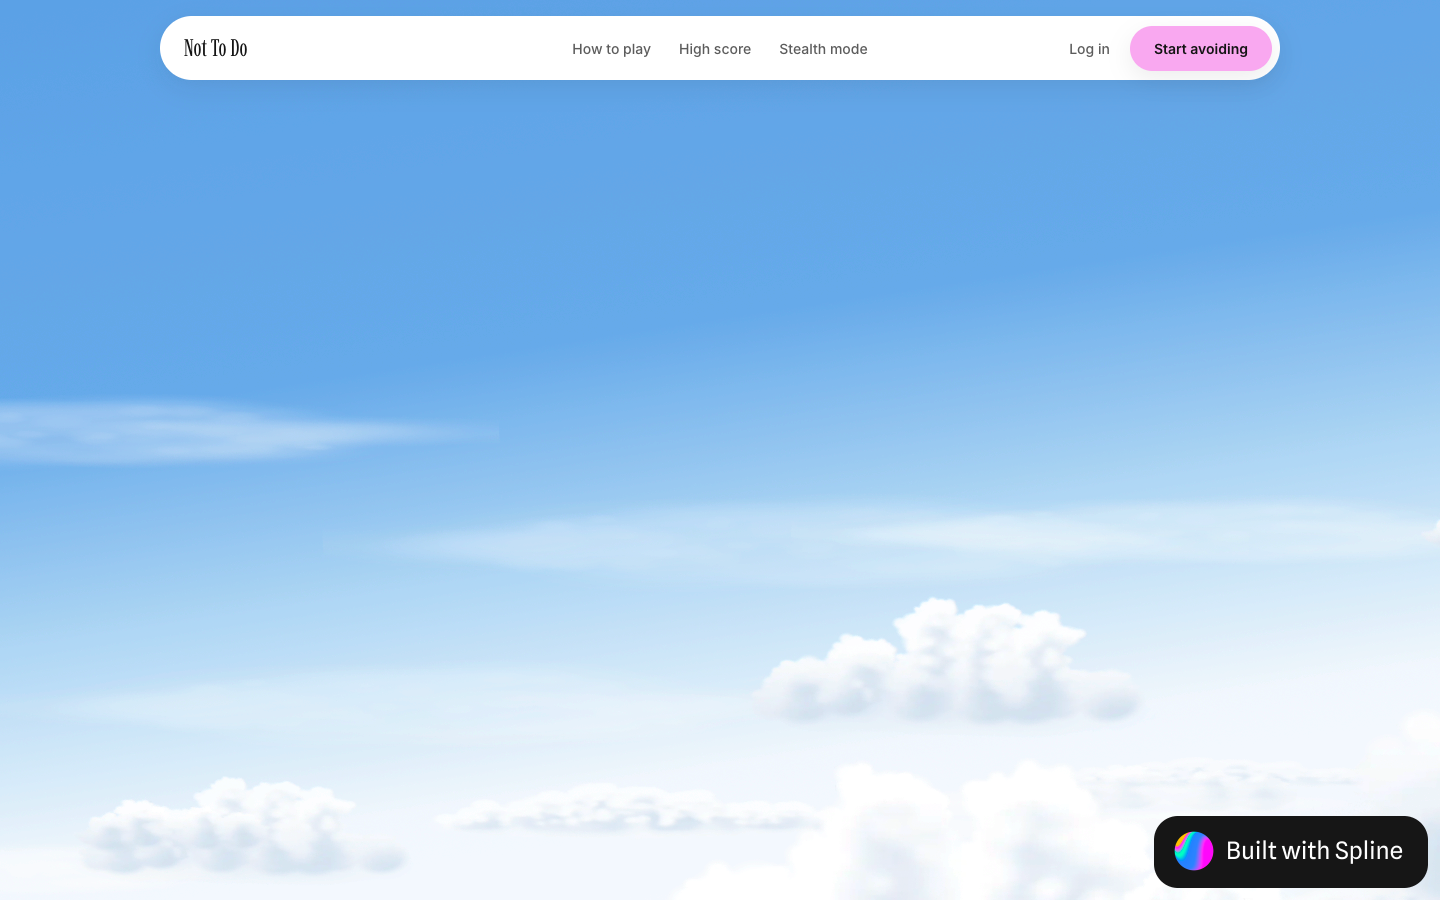 Not To Do
How to play
High score
Stealth mode
Log in
Start avoiding
Built with Spline